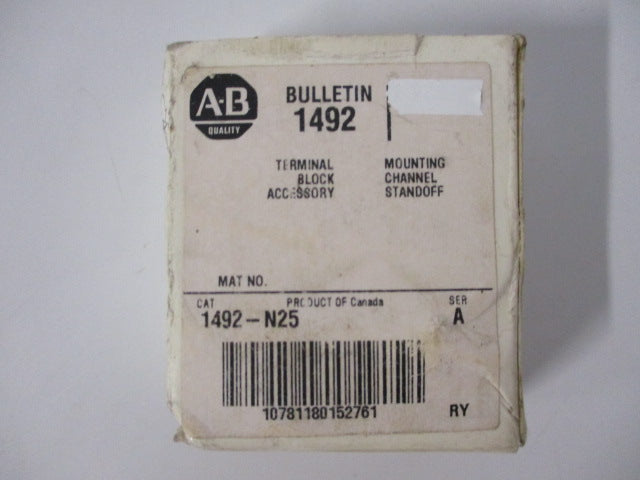 A-B
QUALITY
BULLETIN
1492
TERMINAL
BLOCK
ACCESSORY
MOUNTING
CHANNEL
STANDOFF
MAT NO.
CAT
PRODUCT OF Canada
SER
1492-N25
A
10781180152761
RY